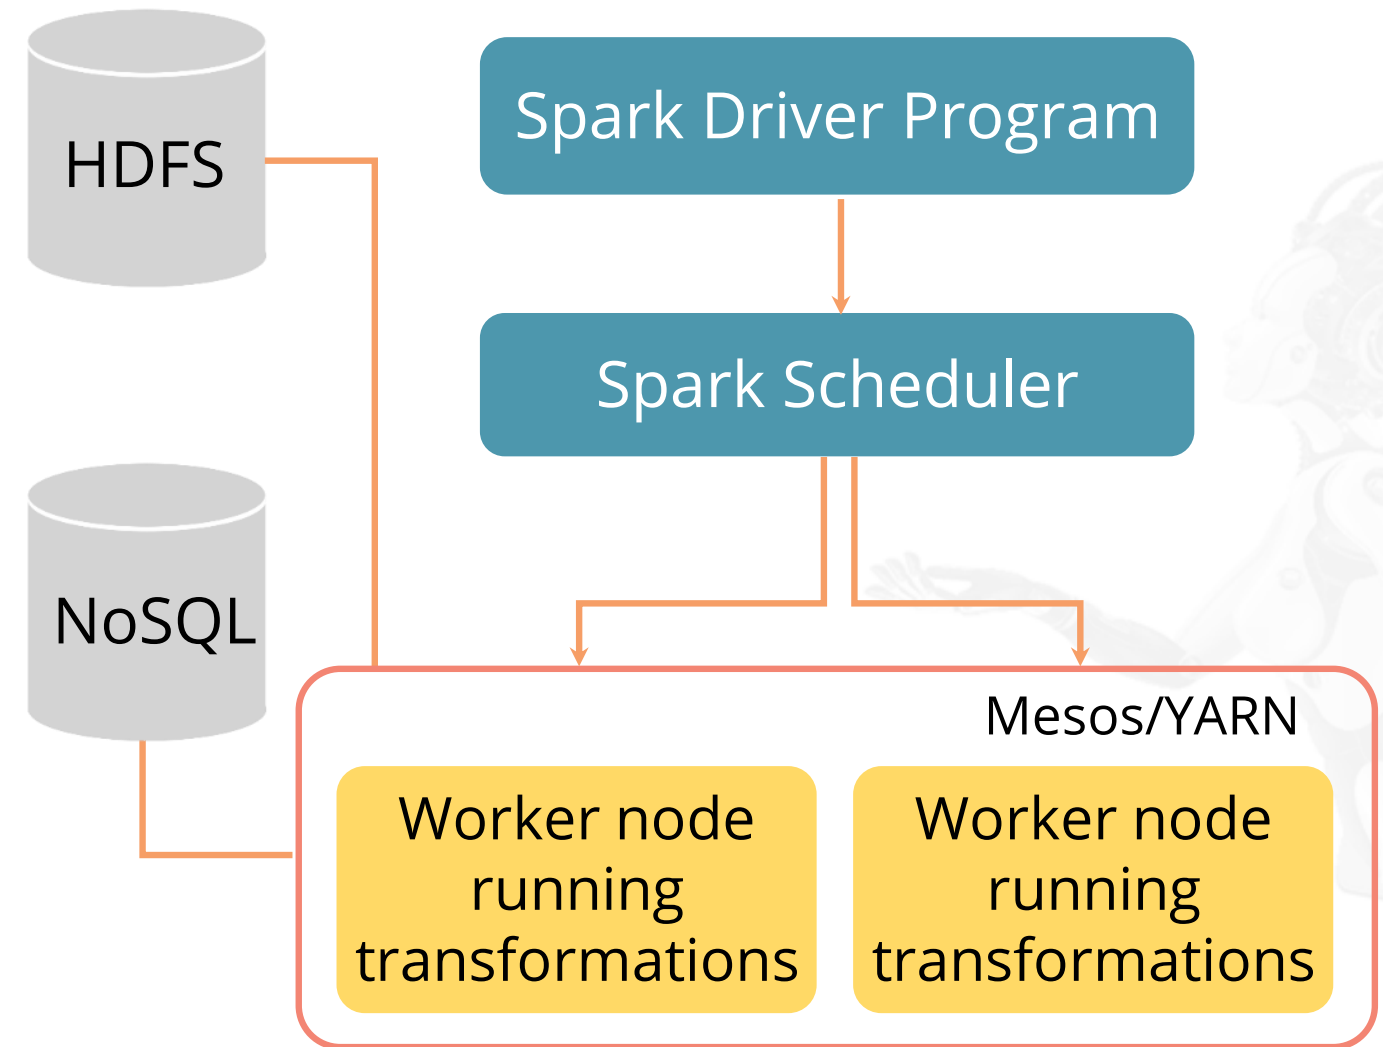 HDFS
Spark Driver Program
Spark Scheduler
NoSQL
Mesos/YARN
Worker node
running
transformations
Worker node
running
transformations